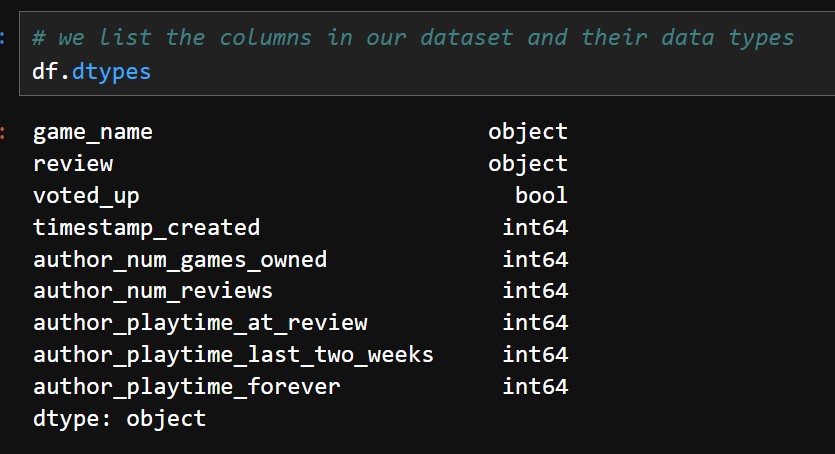 # we list the columns in our dataset and their data types
df.dtypes
game_name object
review object
voted_up bool
timestamp_created int64
author_num_games_owned int64
author_num_reviews int64
author_playtime_at_review int64
author_playtime_last_two_weeks int64
author_playtime_forever int64
dtype: object